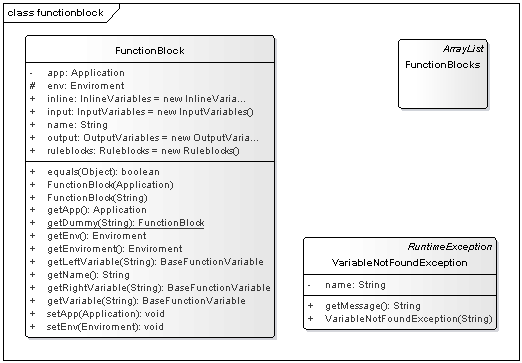 class functionblock
FunctionBlock
- app: Application
# env: Enviroment
+ inline: InlineVariables = new InlineVaria...
+ input: InputVariables = new InputVariables()
+ name: String
+ output: OutputVariables = new OutputVaria...
+ ruleblocks: Ruleblocks = new Ruleblocks()
+ equals(Object): boolean
+ FunctionBlock(Application)
+ FunctionBlock(String)
+ getApp(): Application
+ getDummy(String): FunctionBlock
+ getEnv(): Enviroment
+ getEnviroment(): Enviroment
+ getLeftVariable(String): BaseFunctionVariable
+ getName(): String
+ getRightVariable(String): BaseFunctionVariable
+ getVariable(String): BaseFunctionVariable
+ setApp(Application): void
+ setEnv(Enviroment): void
ArrayList
FunctionBlocks
RuntimeException
VariableNotFoundException
- name: String
+ getMessage(): String
+ VariableNotFoundException(String)